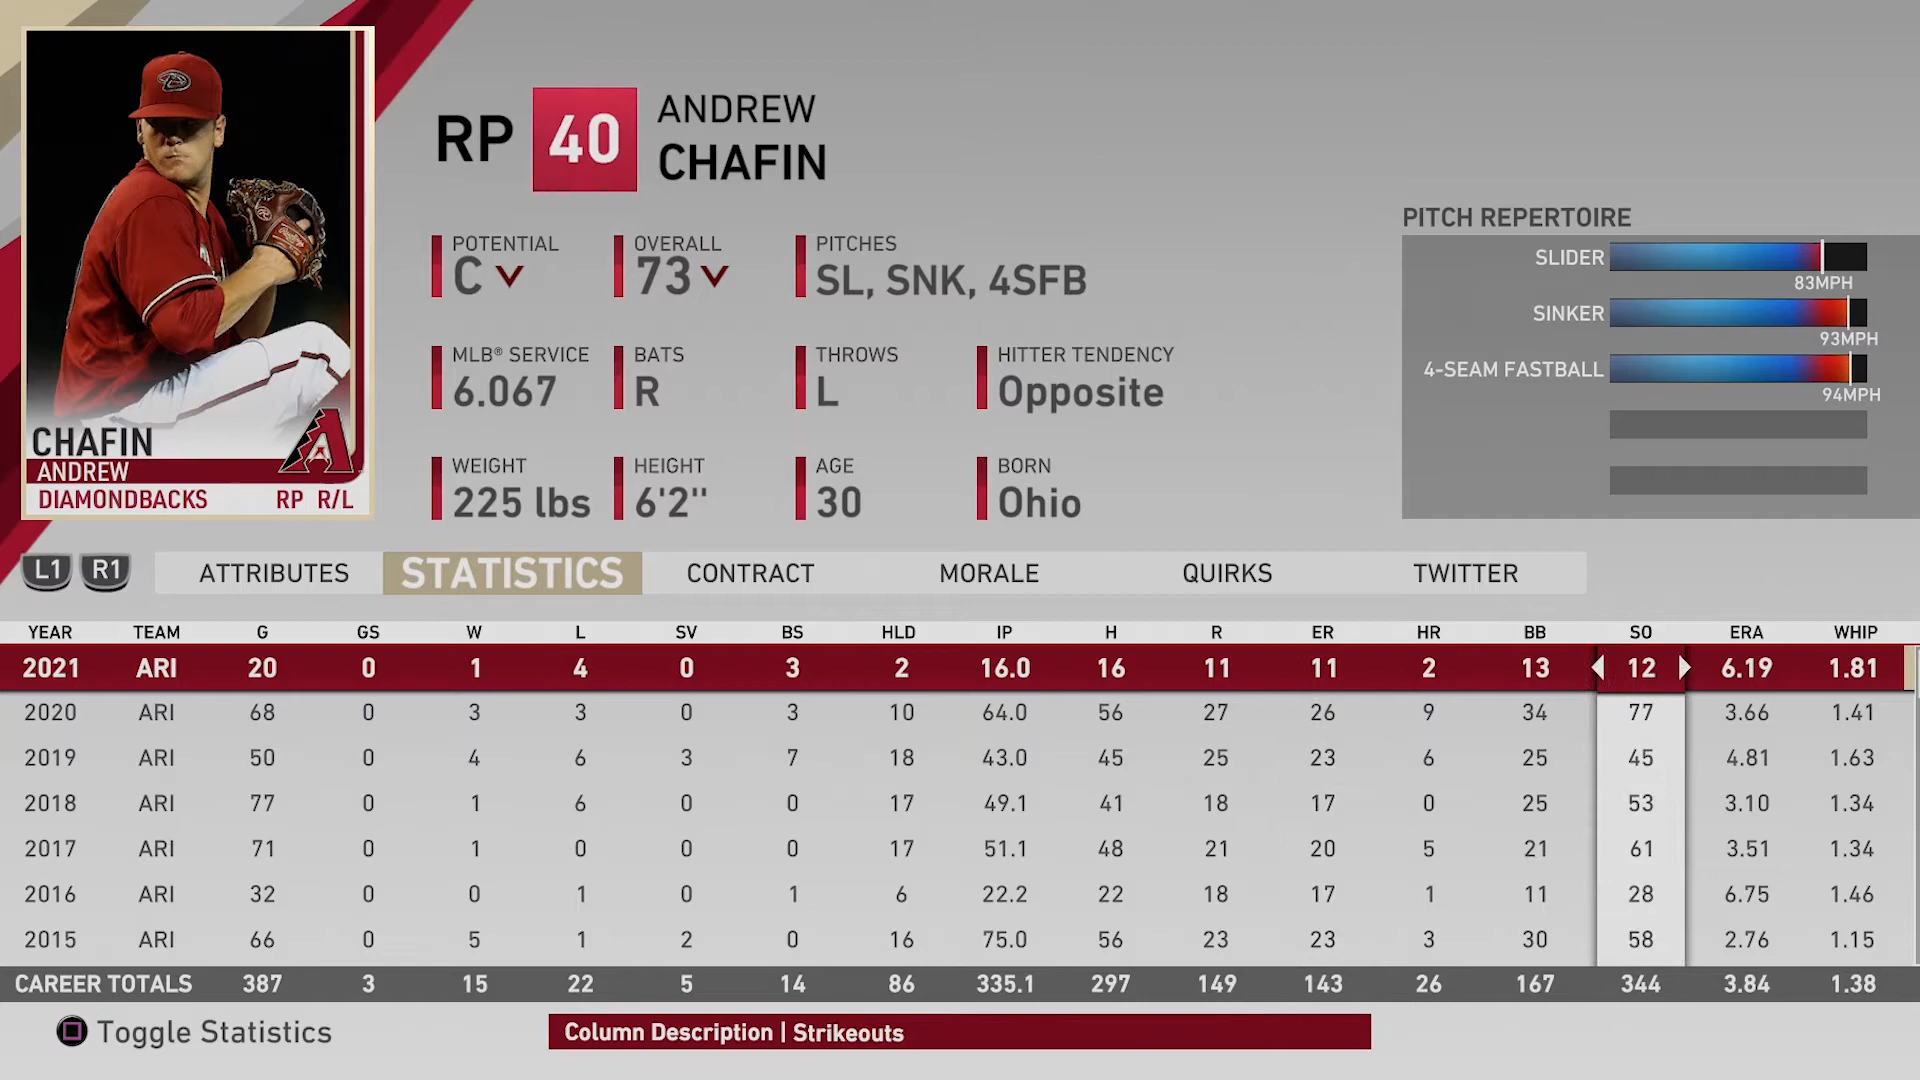 RP 40 ANDREW
CHAFIN
POTENTIAL OVERALL PITCHES
C 73 SL, SNK, 4SFB
MLB® SERVICE BATS THROWS HITTER TENDENCY
6.067 R L Opposite
WEIGHT HEIGHT AGE BORN
225 lbs 6'2" 30 Ohio
PITCH REPERTOIRE
SLIDER
83MPH
SINKER
93MPH
4-SEAM FASTBALL
94MPH
CHAFIN
ANDREW
DIAMONDBACKS RP R/L
L1 R1 ATTRIBUTES STATISTICS CONTRACT MORALE QUIRKS TWITTER
YEAR TEAM G GS W L SV BS HLD IP H R ER HR BB SO ERA WHIP
2021 ARI 20 0 1 4 0 3 2 16.0 16 11 11 2 13 12 6.19 1.81
2020 ARI 68 0 3 3 0 3 10 64.0 56 27 26 9 34 77 3.66 1.41
2019 ARI 50 0 4 6 3 7 18 43.0 45 25 23 6 25 45 4.81 1.63
2018 ARI 77 0 1 6 0 0 17 49.1 41 18 17 0 25 53 3.10 1.34
2017 ARI 71 0 1 0 0 0 17 51.1 48 21 20 5 21 61 3.51 1.34
2016 ARI 32 0 0 1 0 1 6 22.2 22 18 17 1 11 28 6.75 1.46
2015 ARI 66 0 5 1 2 0 16 75.0 56 23 23 3 30 58 2.76 1.15
CAREER TOTALS 387 3 15 22 5 14 86 335.1 297 149 143 26 167 344 3.84 1.38
Toggle Statistics
Column Description | Strikeouts